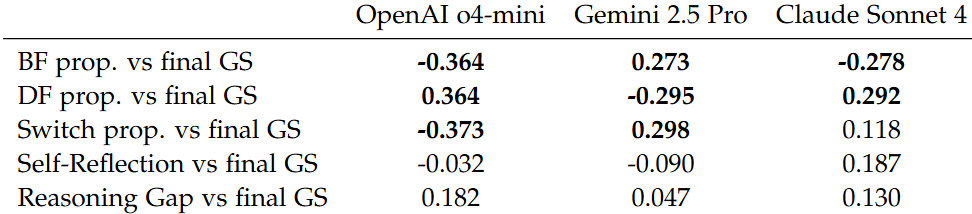 OpenAI o4-mini Gemini 2.5 Pro Claude Sonnet 4
BF prop. vs final GS -0.364 0.273 -0.278
DF prop. vs final GS 0.364 -0.295 0.292
Switch prop. vs final GS -0.373 0.298 0.118
Self-Reflection vs final GS -0.032 -0.090 0.187
Reasoning Gap vs final GS 0.182 0.047 0.130